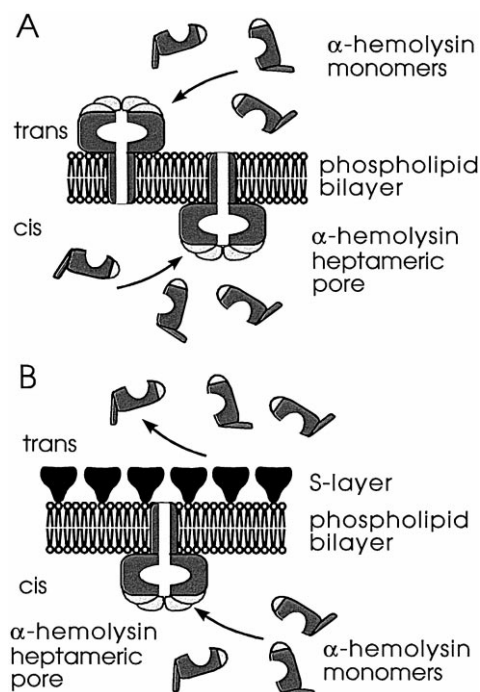 A
α-hemolysin
monomers
trans
phospholipid
bilayer
cis
α-hemolysin
heptameric
pore
B
trans
S-layer
phospholipid
bilayer
cis
α-hemolysin
heptameric
pore
α-hemolysin
monomers